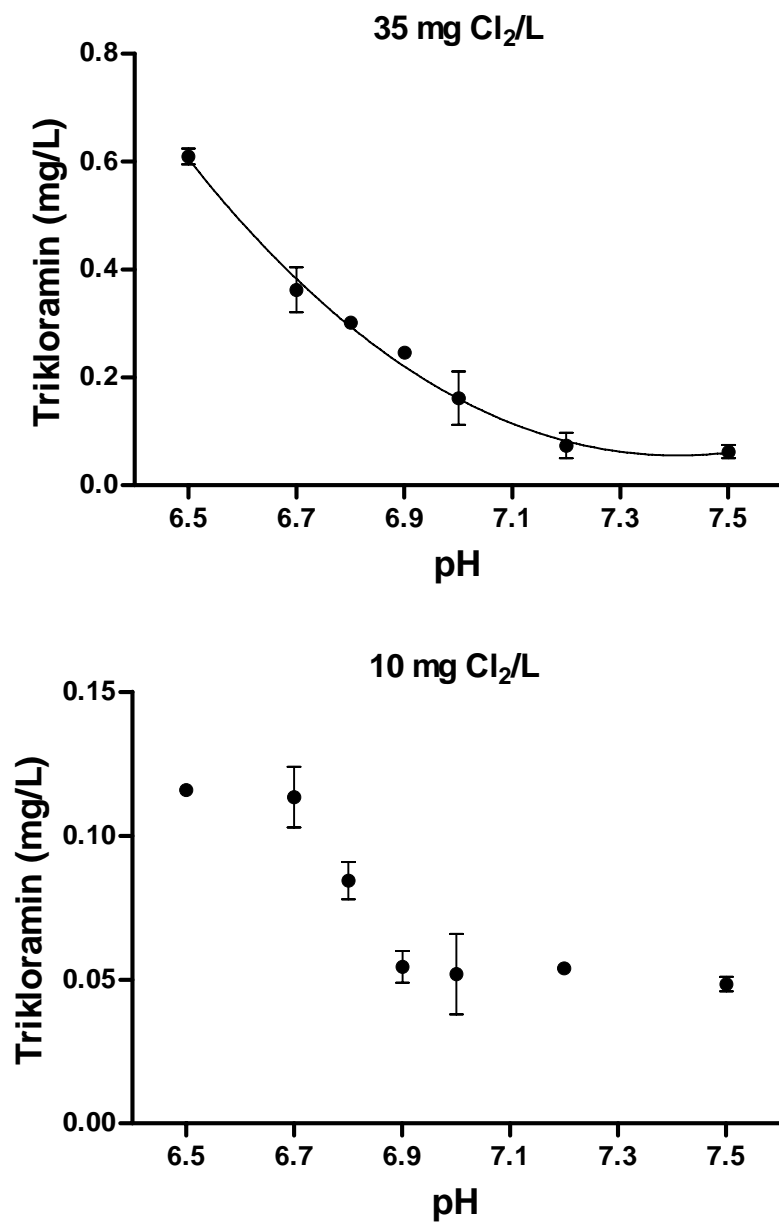 35 mg Cl₂/L
Trikloramin (mg/L)
0.8
0.6
0.4
0.2
0.0
6.5 6.7 6.9 7.1 7.3 7.5
pH
10 mg Cl₂/L
Trikloramin (mg/L)
0.15
0.10
0.05
0.00
6.5 6.7 6.9 7.1 7.3 7.5
pH